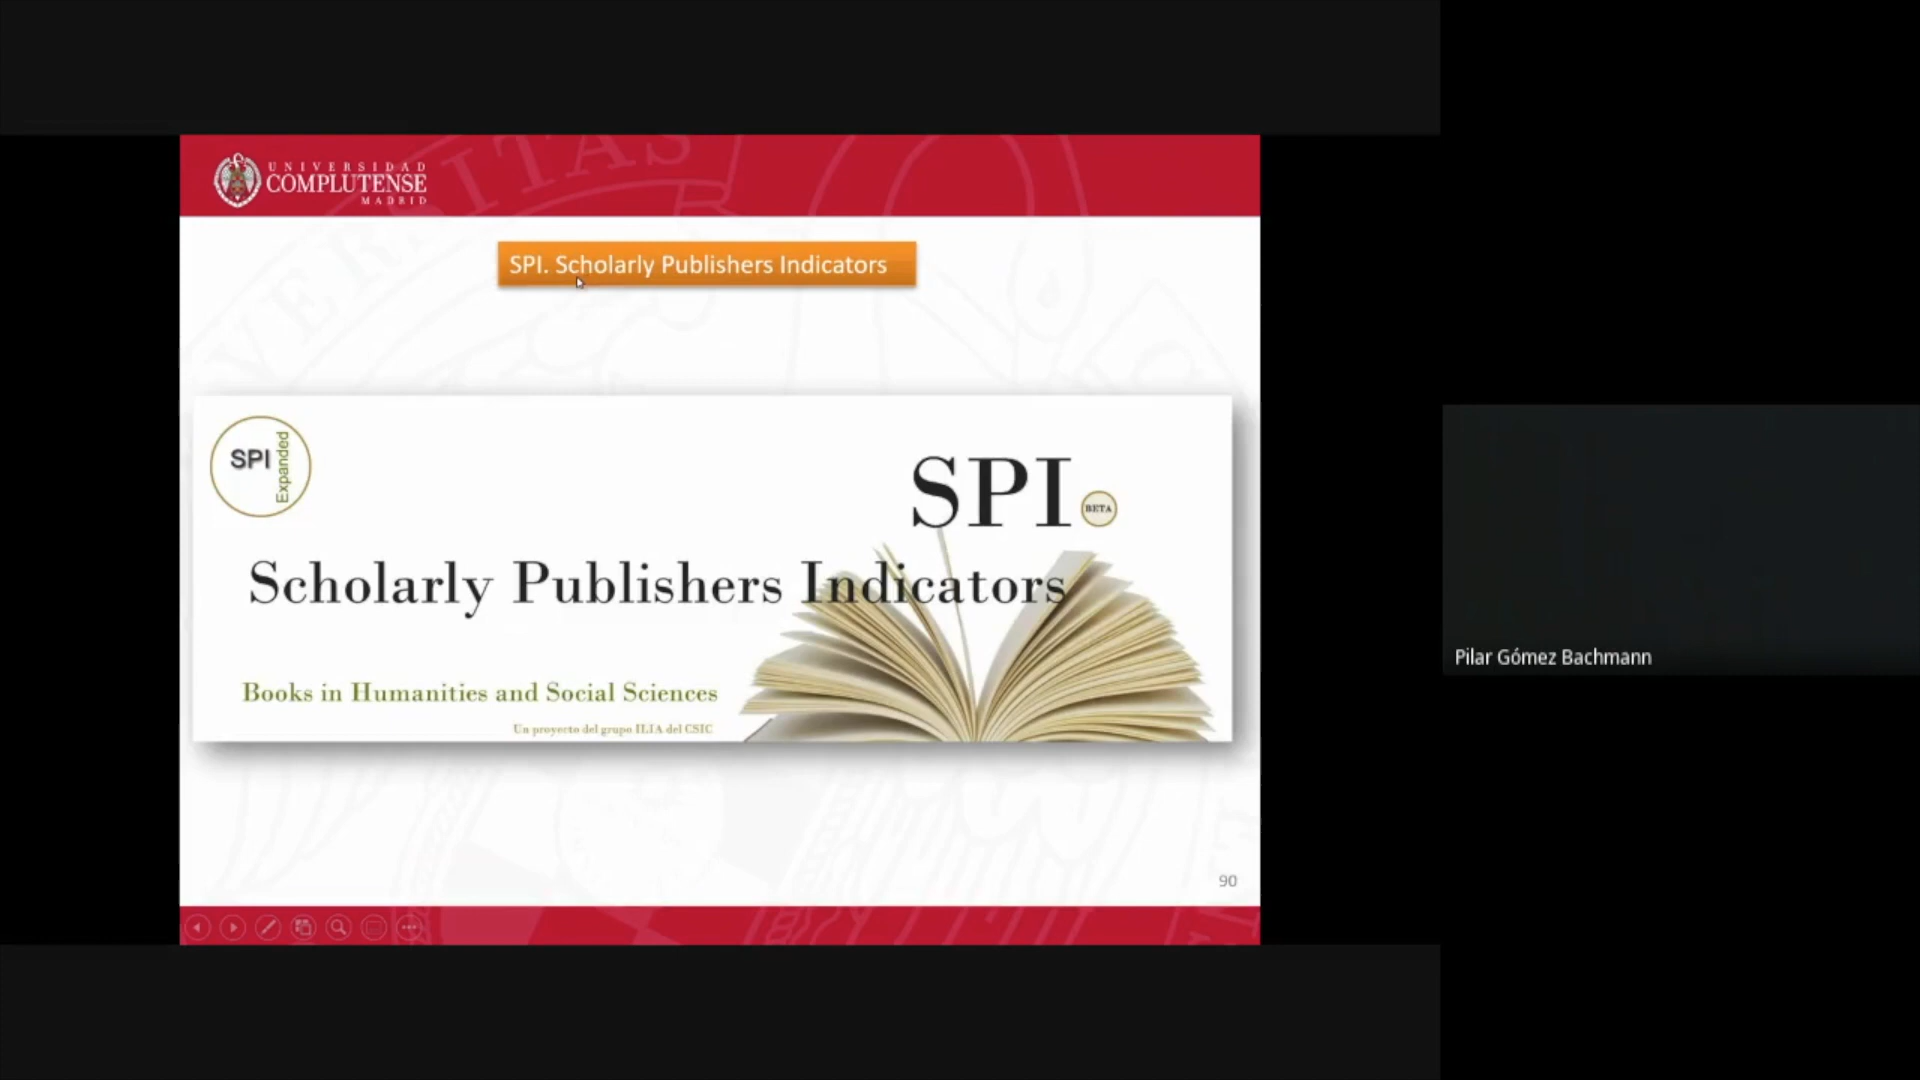 UNIVERSIDAD
COMPLUTENSE
MADRID
SPI. Scholarly Publishers Indicators
SPI
Expanded
SPI
BETA
Scholarly Publishers Indicators
Books in Humanities and Social Sciences
Un proyecto del grupo ILIA del CSIC
90
Pilar Gómez Bachmann